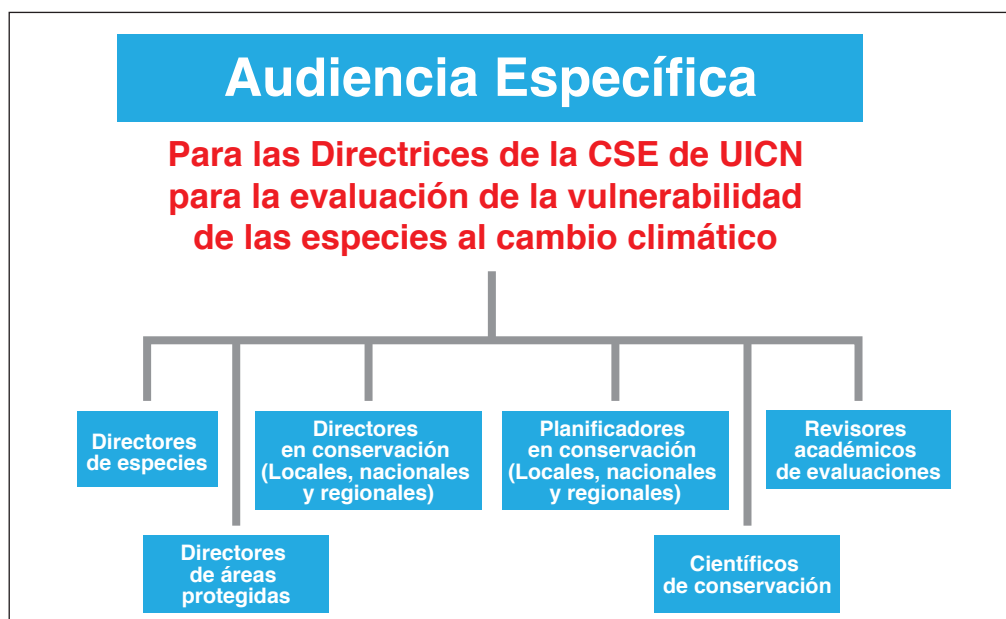 Audiencia Específica
Para las Directrices de la CSE de UICN
para la evaluación de la vulnerabilidad
de las especies al cambio climático
Directores
de especies
Directores
en conservación
(Locales, nacionales
y regionales)
Planificadores
en conservación
(Locales, nacionales
y regionales)
Revisores
académicos
de evaluaciones
Directores
de áreas
protegidas
Científicos
de conservación